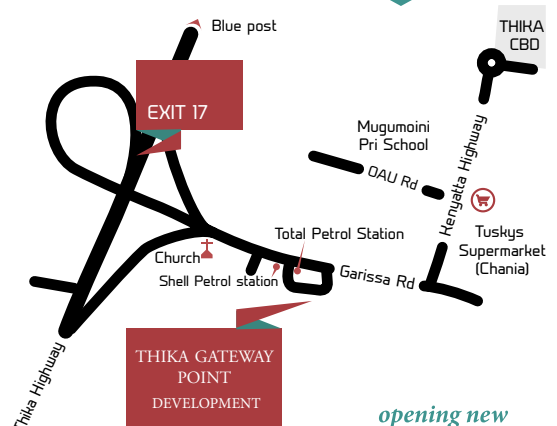 Blue post
THIKA
CBD
EXIT 17
Mugumoini
Pri School
OAU Rd
Kenyatta Highway
Tuskys
Supermarket
(Chania)
Total Petrol Station
Church
Shell Petrol station
Garissa Rd
THIKA GATEWAY
POINT
DEVELOPMENT
Thika Highway
opening new